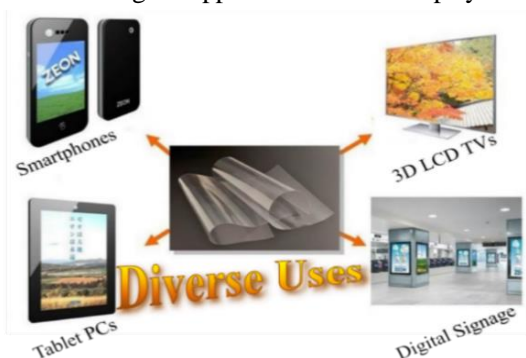 ZEON
ZEON
Smartphones
3D LCD TVs
Diverse Uses
Tablet PCs
Digital Signage